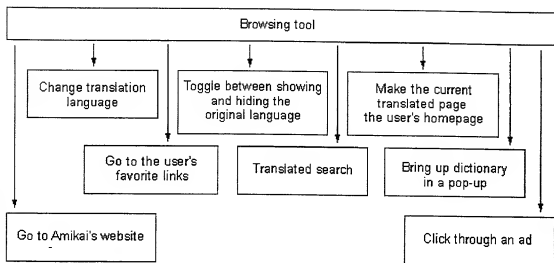 Browsing tool
Change translation
language
Toggle between showing
and hiding the
original language
Make the current
translated page
the user's homepage
Go to the user's
favorite links
Translated search
Bring up dictionary
in a pop-up
Go to Amikai's website
Click through an ad